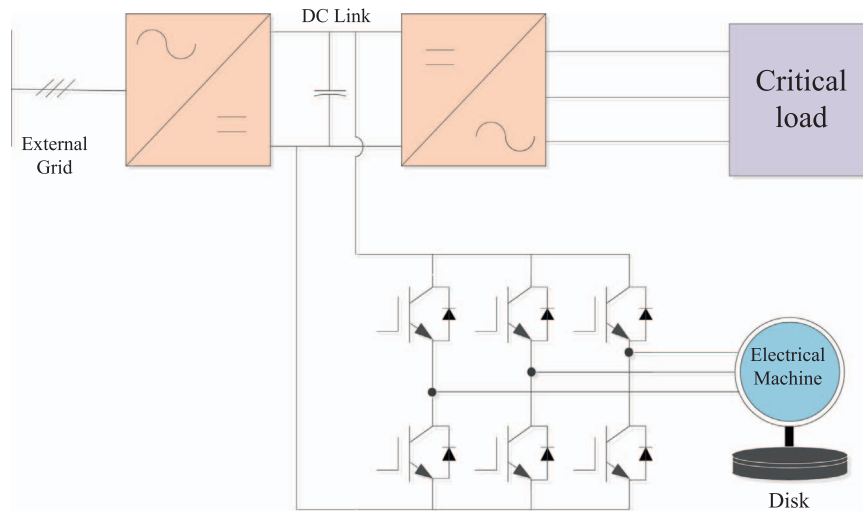 DC Link
External
Grid
Critical
load
Electrical
Machine
Disk